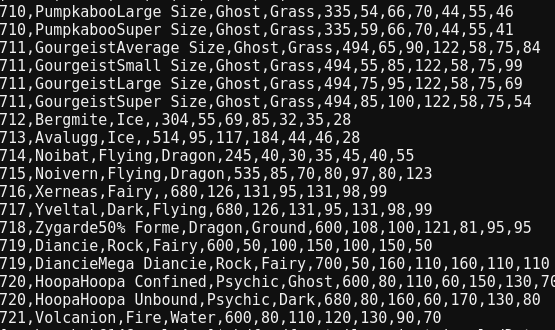 710,PumpkabooLarge Size,Ghost,Grass,335,54,66,70,44,55,46
710,PumpkabooSuper Size,Ghost,Grass,335,59,66,70,44,55,41
711,GourgeistAverage Size,Ghost,Grass,494,65,90,122,58,75,84
711,GourgeistSmall Size,Ghost,Grass,494,55,85,122,58,75,99
711,GourgeistLarge Size,Ghost,Grass,494,75,95,122,58,75,69
711,GourgeistSuper Size,Ghost,Grass,494,85,100,122,58,75,54
712,Bergmite,Ice,,304,55,69,85,32,35,28
713,Avalugg,Ice,,514,95,117,184,44,46,28
714,Noibat,Flying,Dragon,245,40,30,35,45,40,55
715,Noivern,Flying,Dragon,535,85,70,80,97,80,123
716,Xerneas,Fairy,,680,126,131,95,131,98,99
717,Yveltal,Dark,Flying,680,126,131,95,131,98,99
718,Zygarde50% Forme,Dragon,Ground,600,108,100,121,81,95,95
719,Diancie,Rock,Fairy,600,50,100,150,100,150,50
719,DiancieMega Diancie,Rock,Fairy,700,50,160,110,160,110,110
720,HoopaHoopa Confined,Psychic,Ghost,600,80,110,60,150,130,70
720,HoopaHoopa Unbound,Psychic,Dark,680,80,160,60,170,130,80
721,Volcanion,Fire,Water,600,80,110,120,130,90,70